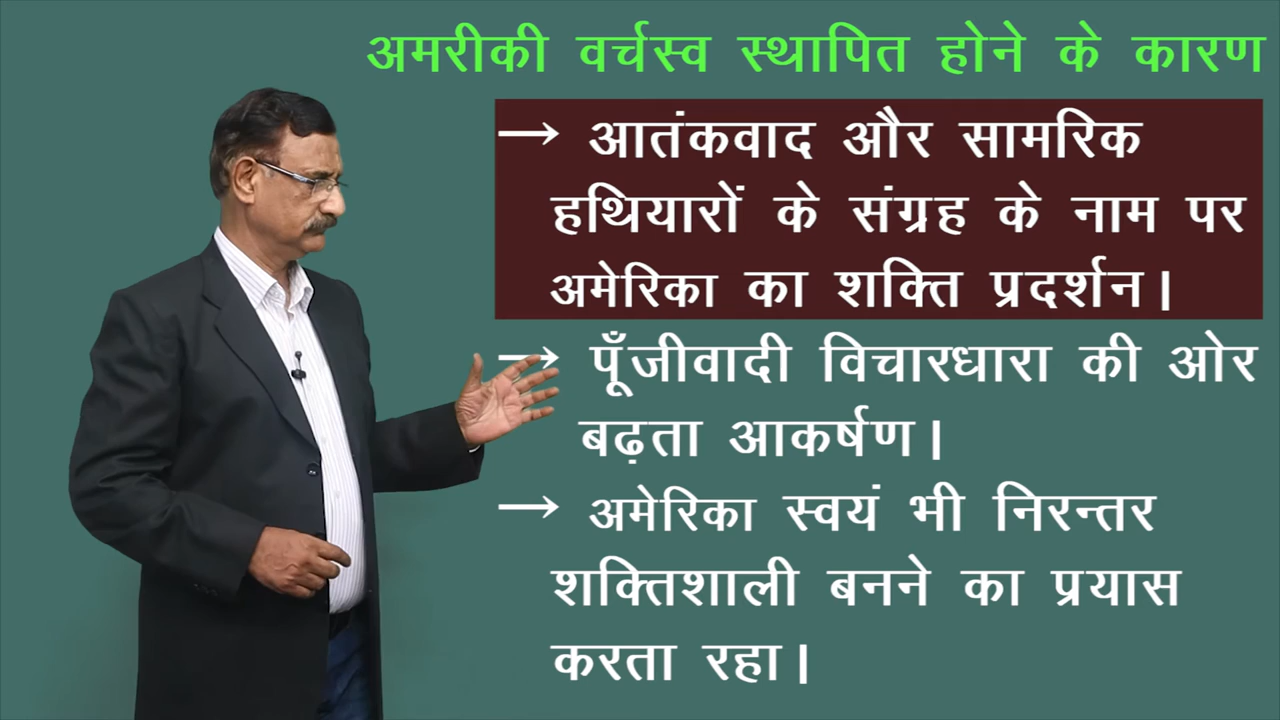 अमरीकी वर्चस्व स्थापित होने के कारण
→ आतंकवाद और सामरिक
हथियारों के संग्रह के नाम पर
अमेरिका का शक्ति प्रदर्शन।
→ पूँजीवादी विचारधारा की ओर
बढ़ता आकर्षण।
→ अमेरिका स्वयं भी निरन्तर
शक्तिशाली बनने का प्रयास
करता रहा।